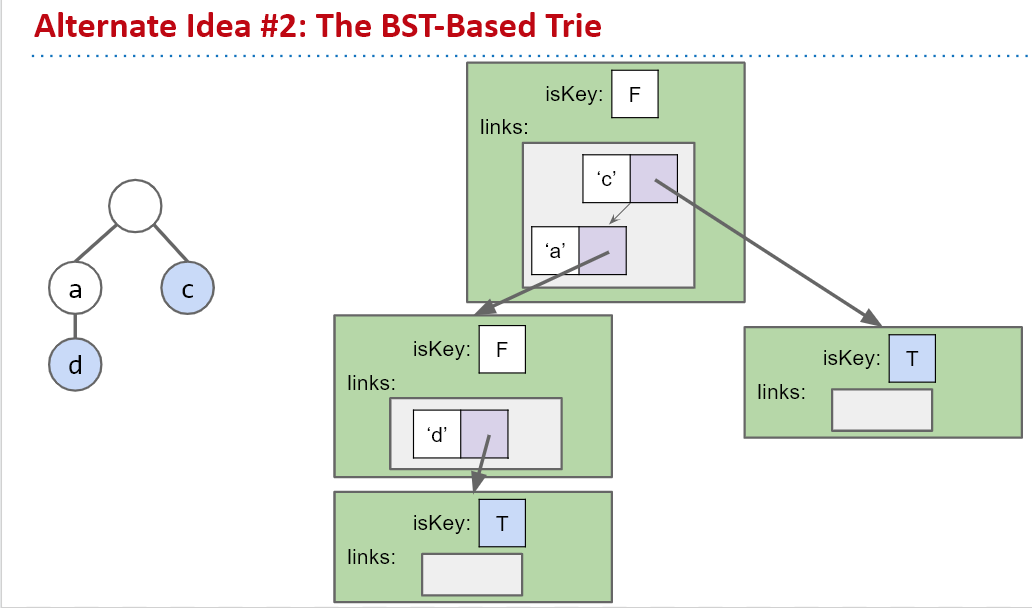 Alternate Idea #2: The BST-Based Trie
isKey: F
links:
‘c’
‘a’
a
c
d
isKey: F
links:
‘d’
isKey: T
links:
isKey: T
links: